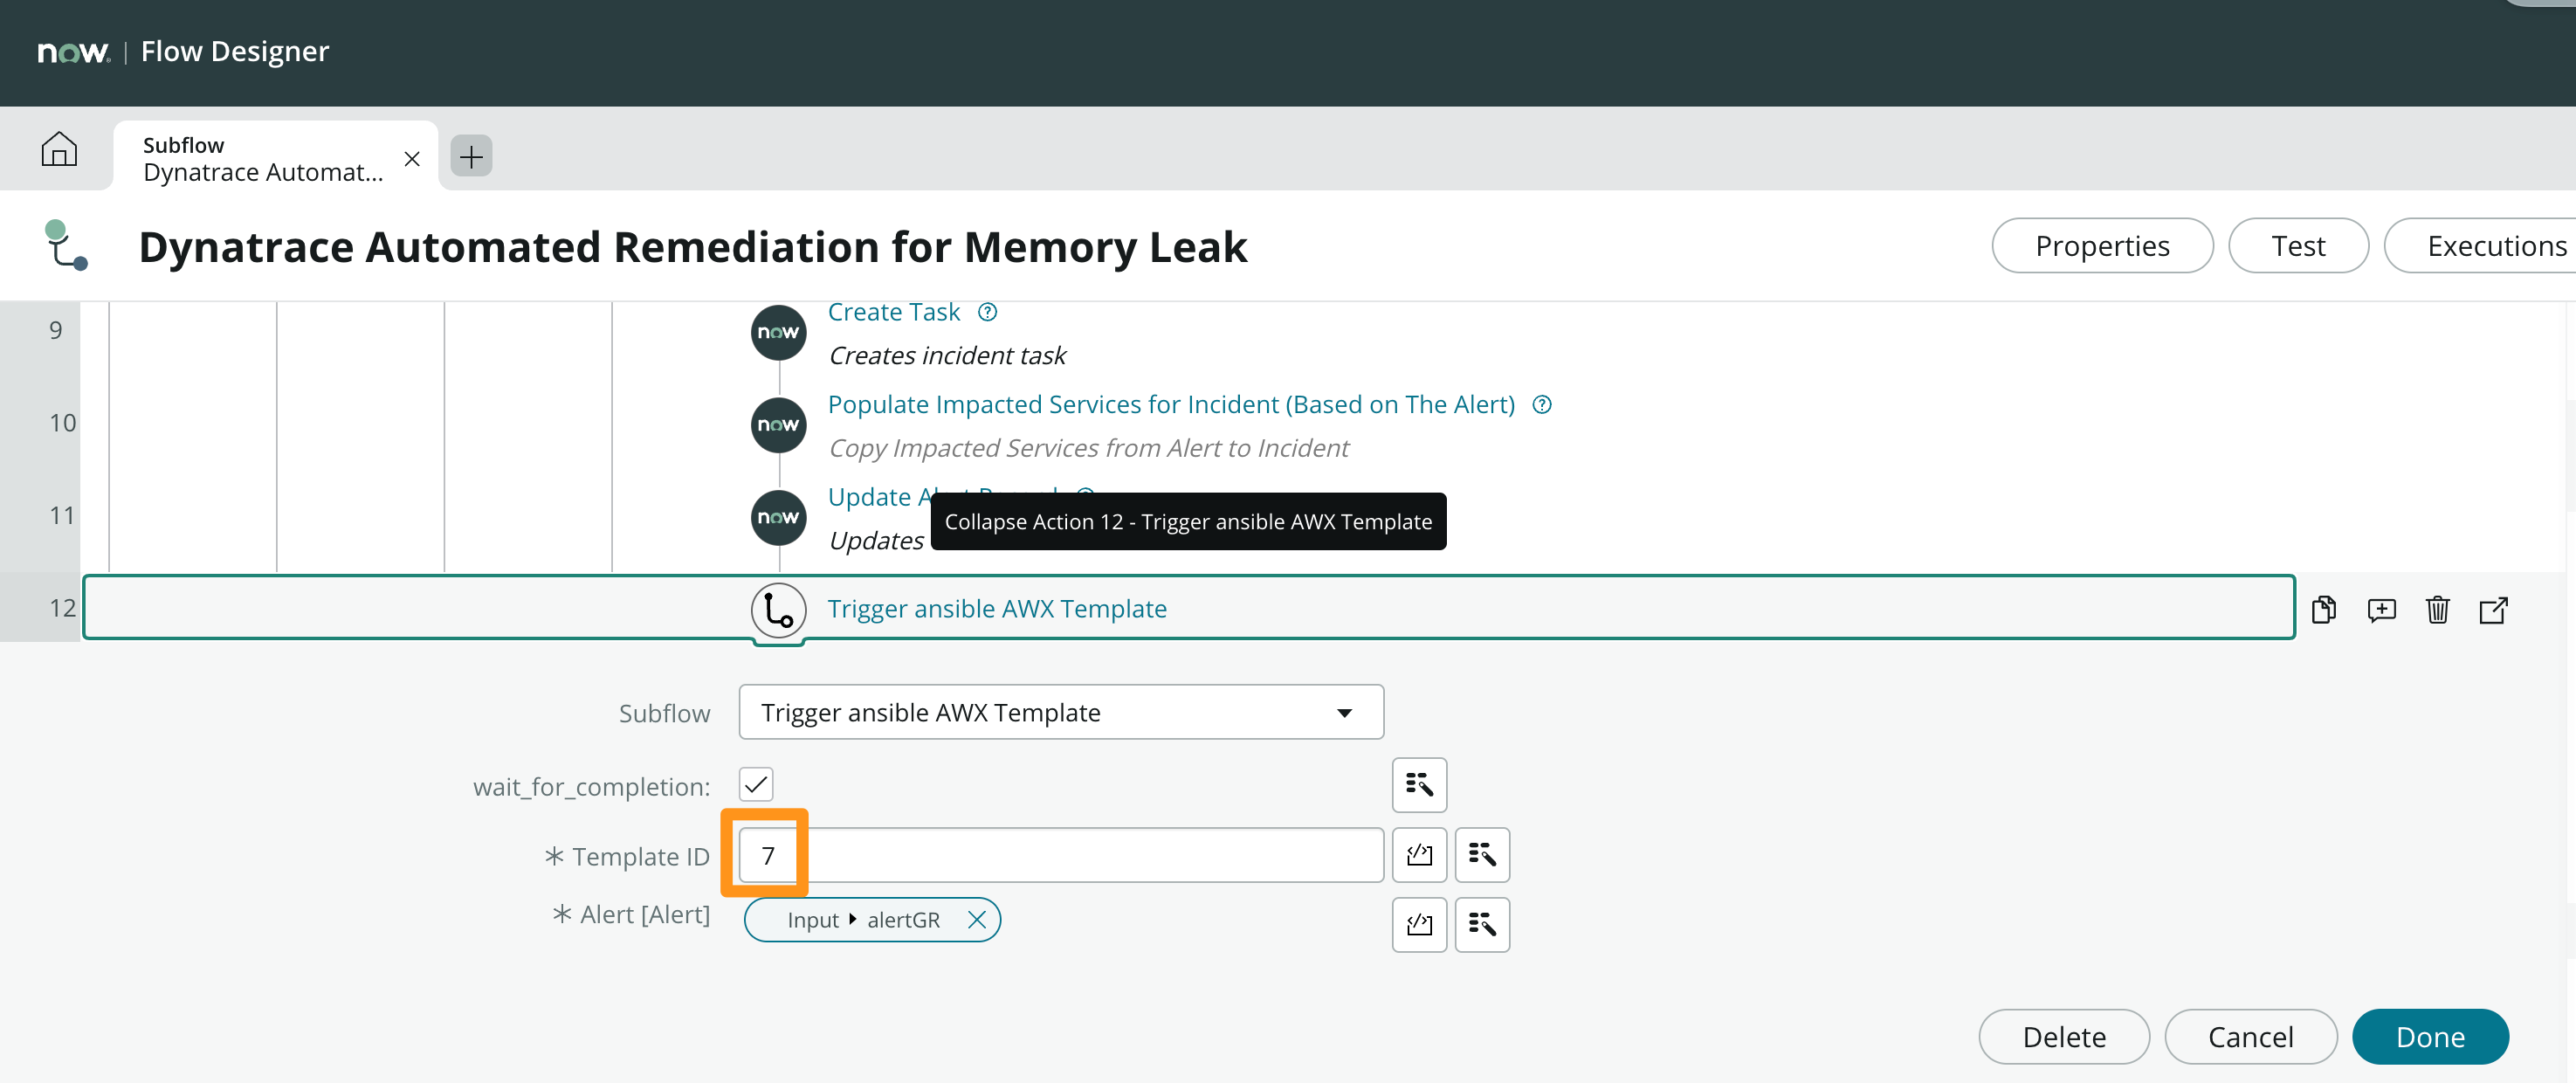 now. | Flow Designer
Subflow
Dynatrace Automat...
Dynatrace Automated Remediation for Memory Leak
Properties
Test
Executions
9
now
Create Task
Creates incident task
10
now
Populate Impacted Services for Incident (Based on The Alert)
Copy Impacted Services from Alert to Incident
11
now
Update
Collapse Action 12 - Trigger ansible AWX Template
Updates
12
Trigger ansible AWX Template
Subflow
Trigger ansible AWX Template
wait_for_completion:
* Template ID
7
* Alert [Alert]
Input ▸ alertGR
Delete
Cancel
Done